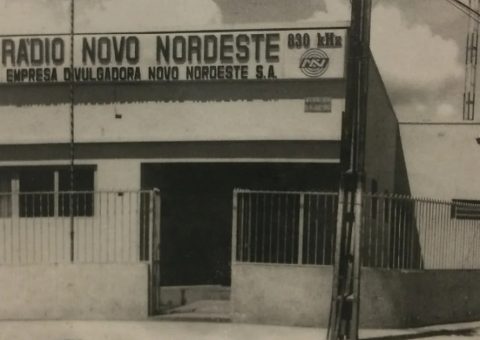 RÁDIO NOVO NORDESTE 830 kHz
EMPRESA DIVULGADORA NOVO NORDESTE S.A.